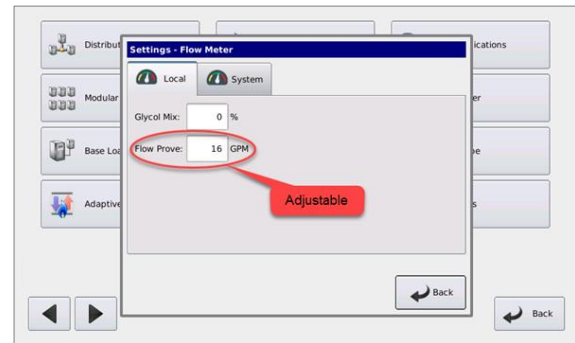 Distribut
ications
Settings - Flow Meter
Local
System
Modular
er
Glycol Mix: 0 %
Base Loa
Flow Prove: 16 GPM
Adjustable
Adaptive
s
Back
Back